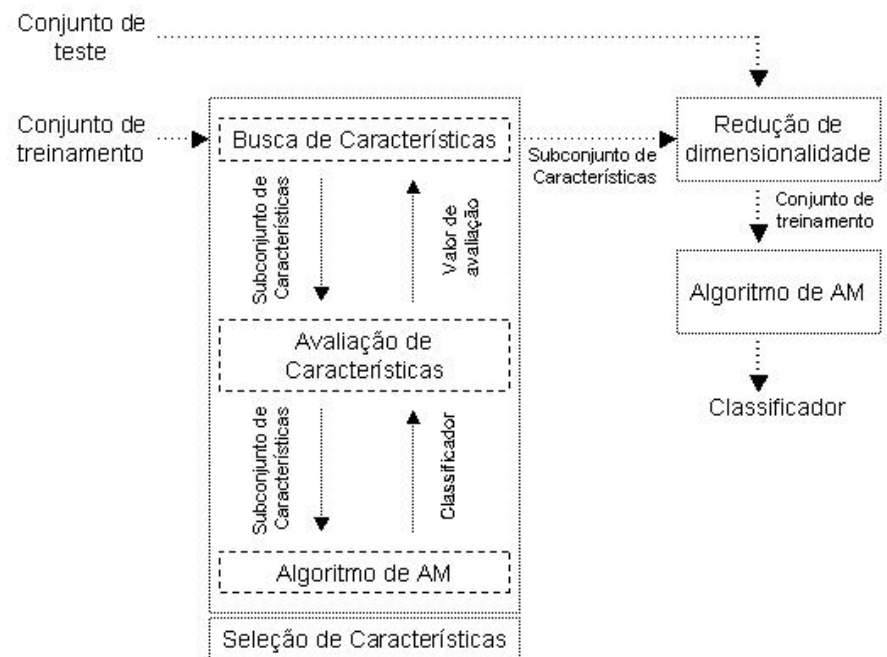 Conjunto de
teste
Conjunto de
treinamento
Busca de Características
Subconjunto de
Características
Redução de
dimensionalidade
Subconjunto de
Características
Valor de
avaliação
Conjunto de
treinamento
Algoritmo de AM
Avaliação de
Características
Classificador
Subconjunto de
Características
Classificador
Algoritmo de AM
Seleção de Características